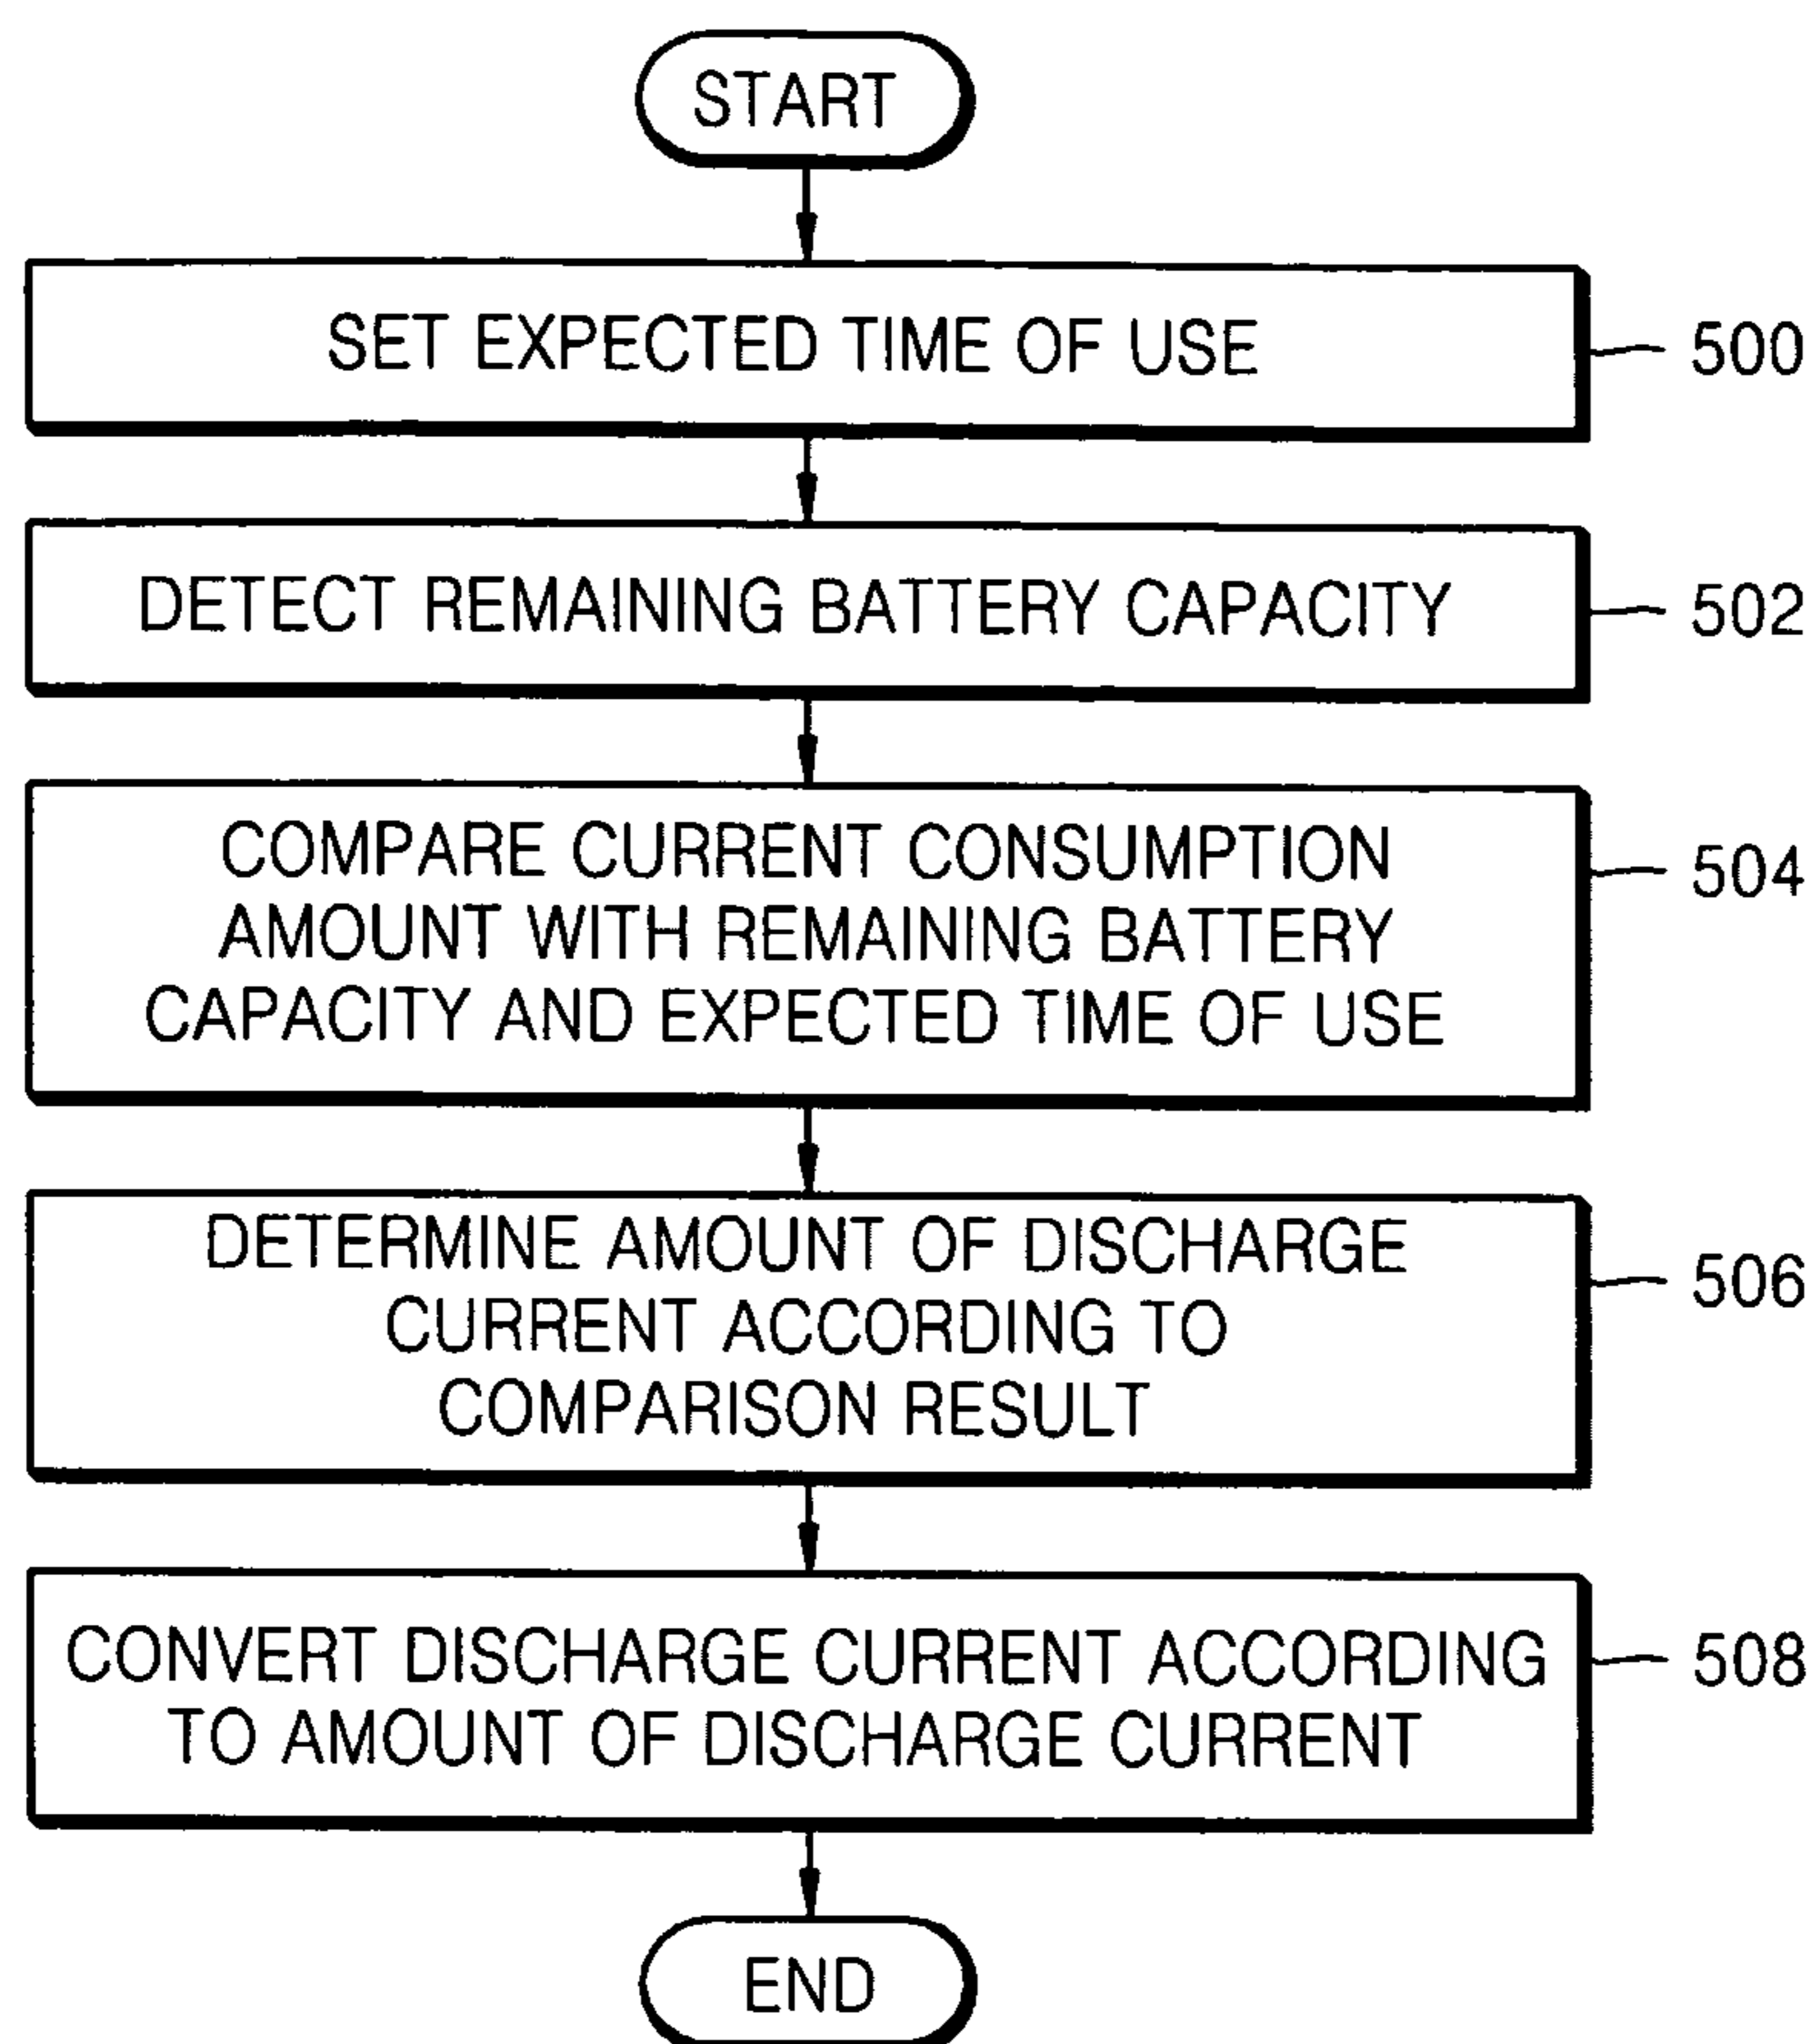 START
SET EXPECTED TIME OF USE
500
DETECT REMAINING BATTERY CAPACITY
502
COMPARE CURRENT CONSUMPTION
AMOUNT WITH REMAINING BATTERY
CAPACITY AND EXPECTED TIME OF USE
504
DETERMINE AMOUNT OF DISCHARGE
CURRENT ACCORDING TO
COMPARISON RESULT
506
CONVERT DISCHARGE CURRENT ACCORDING
TO AMOUNT OF DISCHARGE CURRENT
508
END